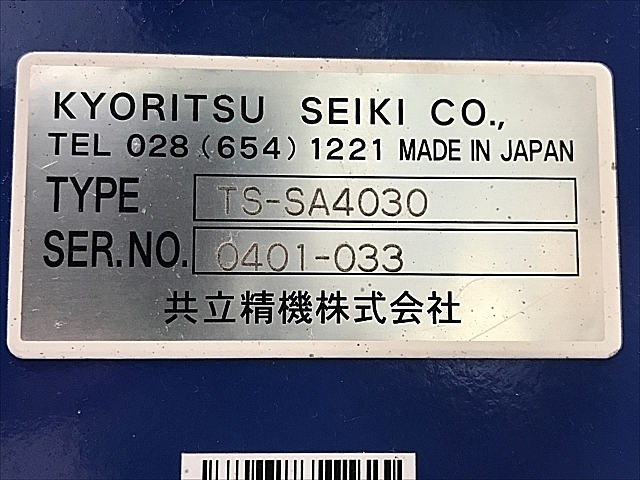 KYORITSU SEIKI CO.,
TEL 028 (654) 1221 MADE IN JAPAN
TYPE TS-SA4030
SER.NO. 0401-033
共立精機株式会社